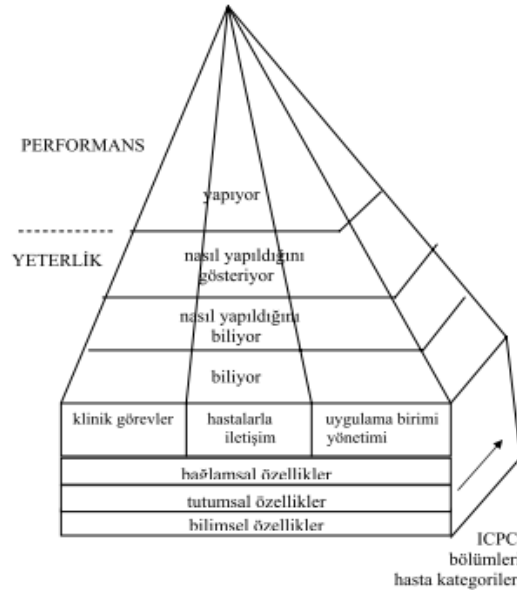 PERFORMANS
yapıyor
YETERLİK
nasıl yapıldığını
gösteriyor
nasıl yapıldığını
biliyor
biliyor
klinik görevler
hastalarla
iletişim
uygulama birimi
yönetimi
bağlamsal özellikler
tutumsal özellikler
bilimsel özellikler
ICPC
bölümler
hasta kategoriler